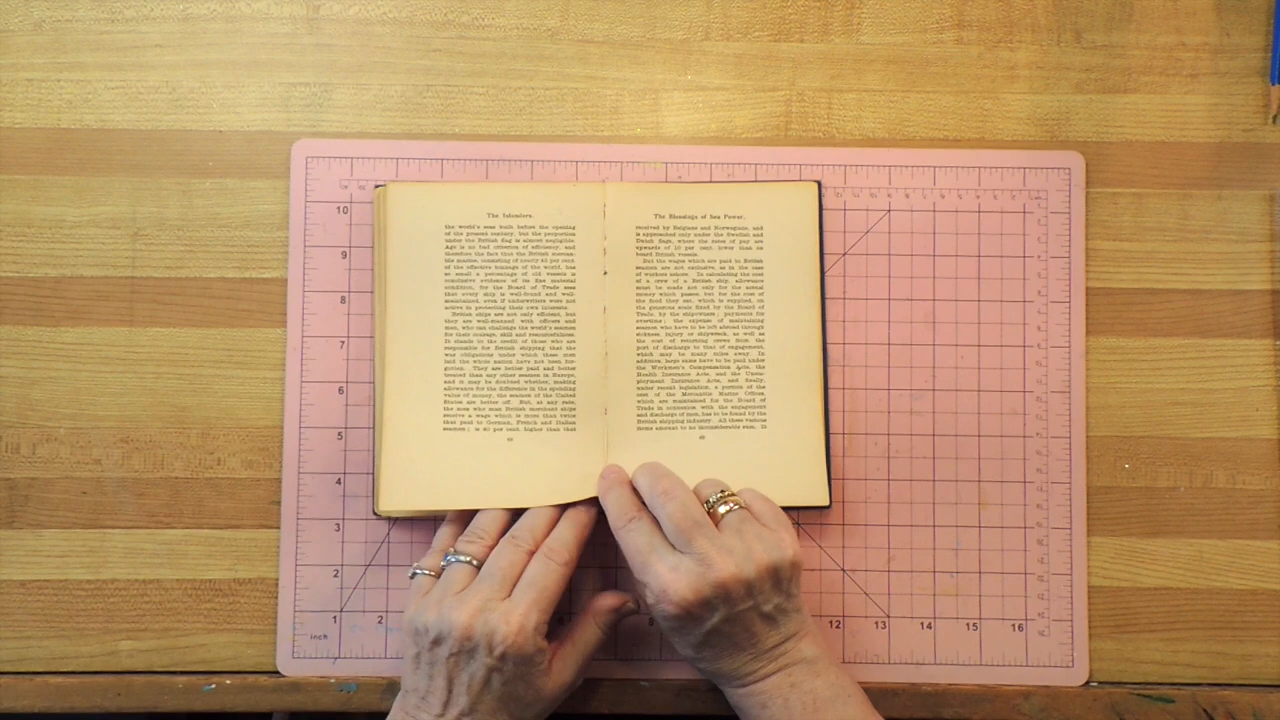 The Islanders.
the world's seas built before the opening
of the present century, but the proportion
under the British flag is almost negligible.
Age is no bad criterion of efficiency, and
therefore the fact that the British mercan-
tile marine, consisting of nearly 40 per cent
of the effective tonnage of the world, has
so small a percentage of old vessels is
conclusive evidence of its fine material
condition, for the Board of Trade sees
that every ship is well-found and well-
maintained, even if underwriters were not
active in protecting their own interests.
British ships are not only efficient, but
they are well-manned with officers and
men, who can challenge the world's seamen
for their courage, skill and resourcefulness.
It stands to the credit of those who are
responsible for British shipping that the
war obligations under which these men
laid the whole nation have not been for-
gotten. They are better paid and better
treated than any other seamen in Europe,
and it may be doubted whether, making
allowance for the difference in the spending
value of money, the seamen of the United
States are better off. But, at any rate,
the men who man British merchant ships
receive a wage which is more than twice
that paid to German, French and Italian
seamen; is 40 per cent. higher than that
The Blessings of Sea Power.
received by Belgians and Norwegians, and
is approached only under the Swedish and
Dutch flags, where the rates of pay are
upwards of 10 per cent. lower than on
board British vessels.
But the wages which are paid to British
seamen are not exclusive, as in the case
of workers ashore. In calculating the cost
of a crew of a British ship, allowance
must be made not only for the actual
money which passes, but for the cost of
the food they eat, which is supplied, on
the generous scale fixed by the Board of
Trade, by the shipowners; payments for
overtime; the expense of maintaining
seamen who have to be left abroad through
sickness, injury or shipwreck, as well as
the cost of returning crews from the
port of discharge to that of engagement,
which may be many miles away. In
addition, large sums have to be paid under
the Workmen's Compensation Acts, the
Health Insurance Acts, and the Unem-
ployment Insurance Acts, and finally,
under recent legislation, a portion of the
cost of the Mercantile Marine Offices,
which are maintained for the Board of
Trade in connexion with the engagement
and discharge of men, has to be found by the
British shipping industry. All these various
items amount to no inconsiderable sum. It
10
9
8
7
6
5
4
3
2
1
inch
2
8
12
13
14
15
16